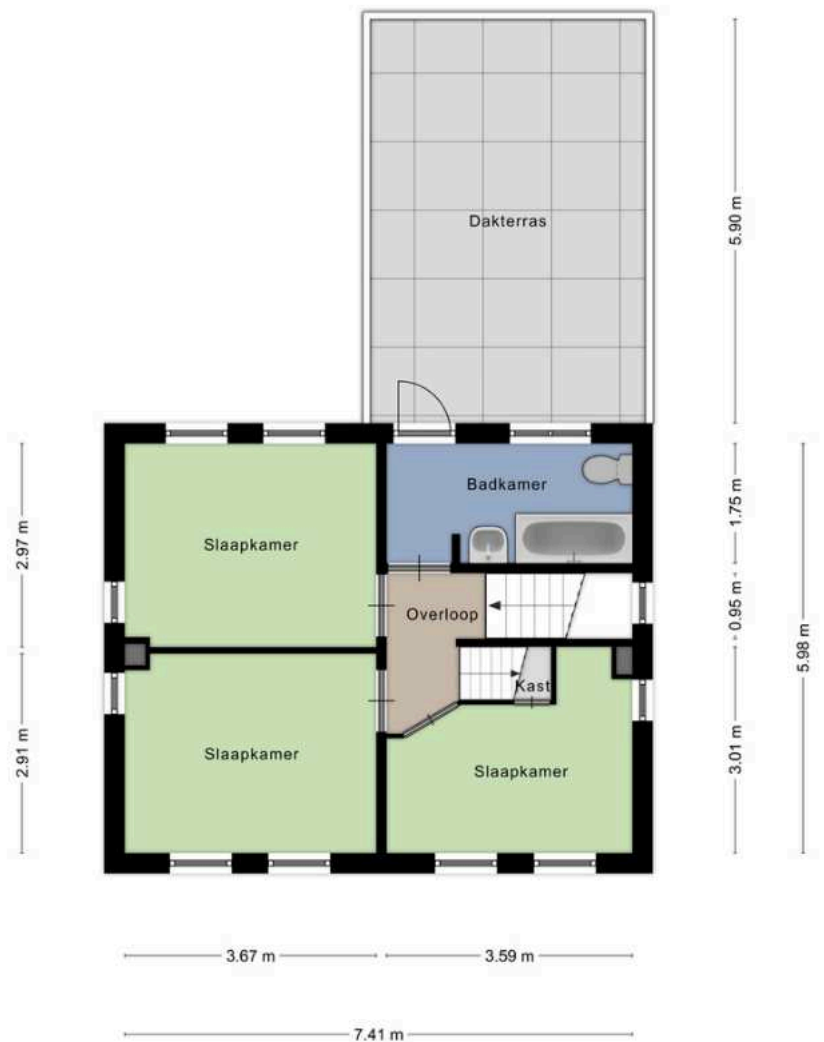 Dakterras
5.90 m
Badkamer
1.75 m
Slaapkamer
2.97 m
Overloop
0.95 m
5.98 m
Kast
Slaapkamer
2.91 m
Slaapkamer
3.01 m
3.67 m
3.59 m
7.41 m